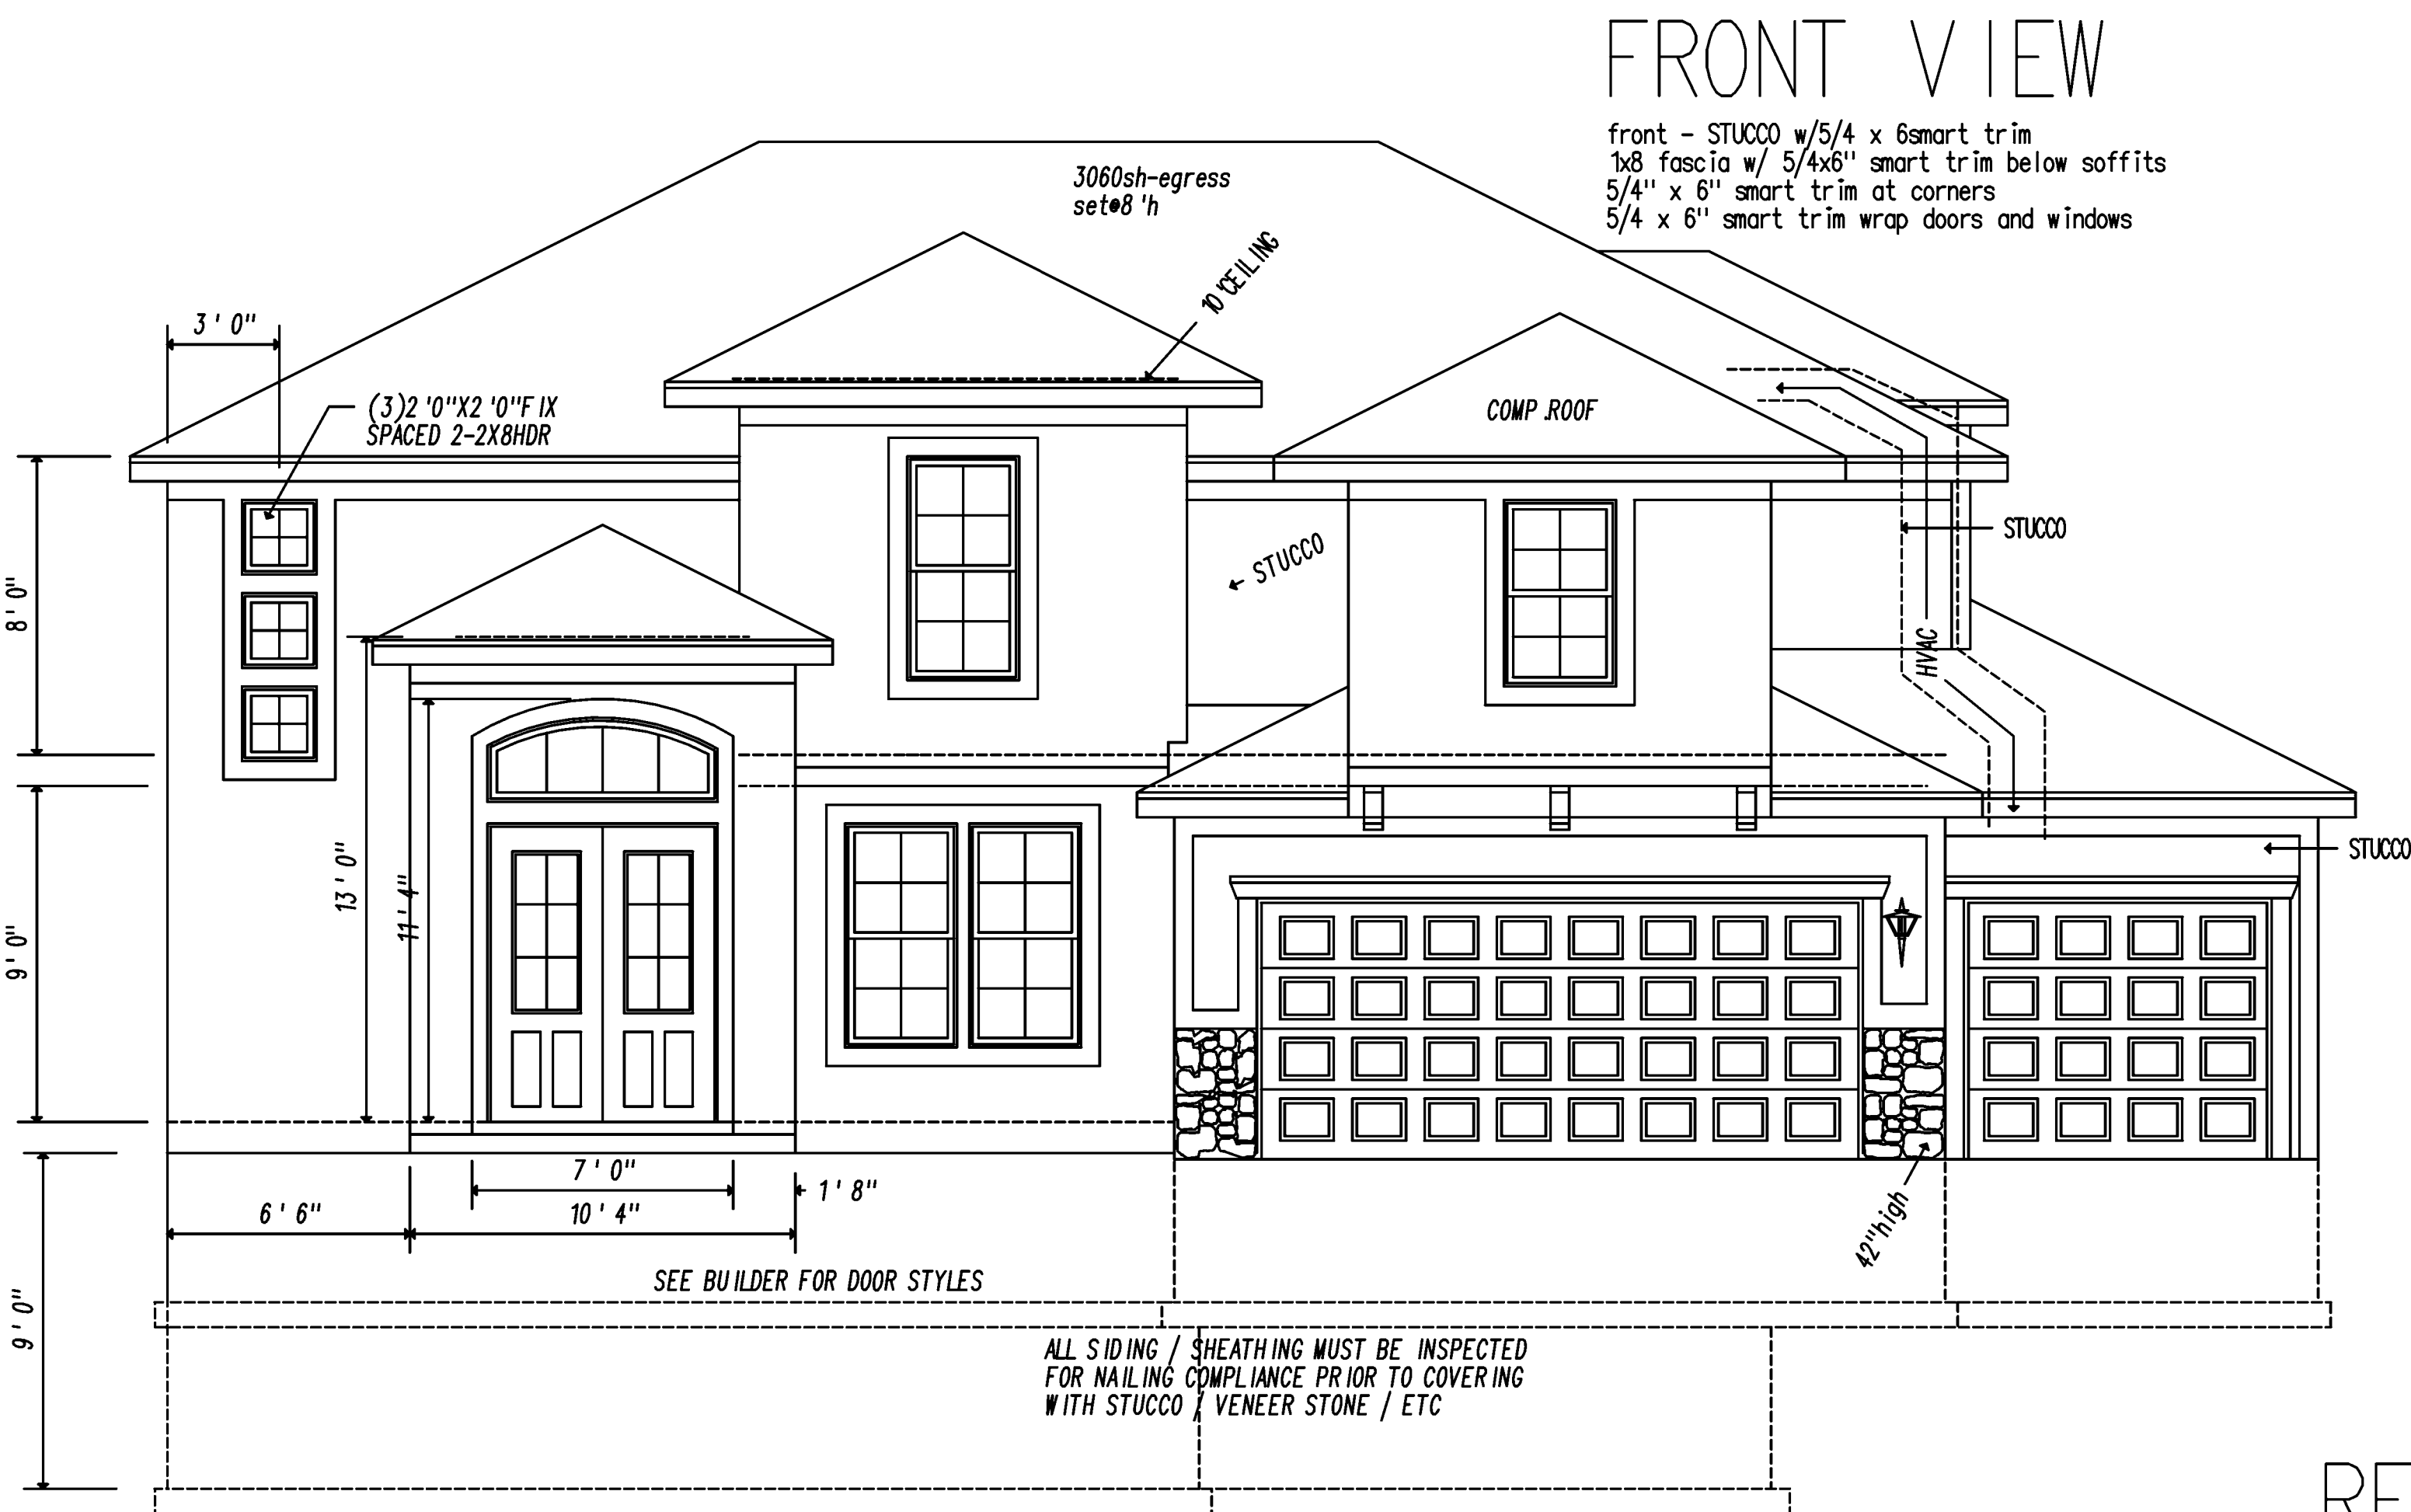 FRONT VIEW
front - STUCCO w/5/4 x 6smart trim
1x8 fascia w/ 5/4x6" smart trim below soffits
5/4" x 6" smart trim at corners
5/4 x 6" smart trim wrap doors and windows
3060sh-egress
set@8'h
10'CEILING
3'0"
(3)2'0"X2'0"FIX
SPACED 2-2X8HDR
COMP.ROOF
STUCCO
STUCCO
8'0"
HVAC
13'0"
11'4"
9'0"
STUCCO
7'0"
1'8"
6'6"
10'4"
42"high
SEE BUILDER FOR DOOR STYLES
9'0"
ALL SIDING / SHEATHING MUST BE INSPECTED
FOR NAILING COMPLIANCE PRIOR TO COVERING
WITH STUCCO / VENEER STONE / ETC